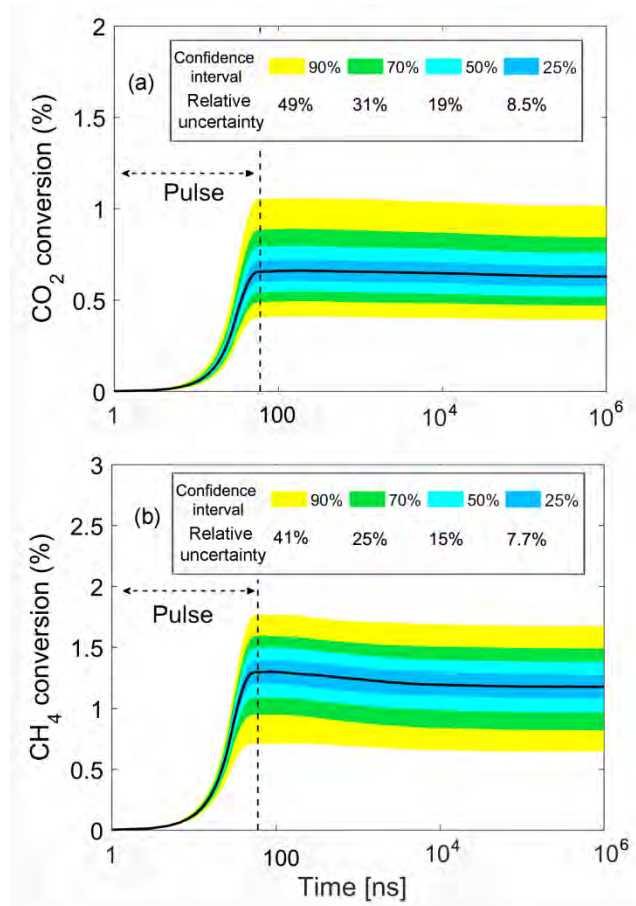 2
Confidence interval 90% 70% 50% 25%
(a)
Relative uncertainty 49% 31% 19% 8.5%
1.5
Pulse
1
CO2 conversion (%)
0.5
0
1 100 10^4 10^6
3
Confidence interval 90% 70% 50% 25%
(b)
Relative uncertainty 41% 25% 15% 7.7%
2.5
2
Pulse
1.5
CH4 conversion (%)
1
0.5
0
1 100 10^4 10^6
Time [ns]